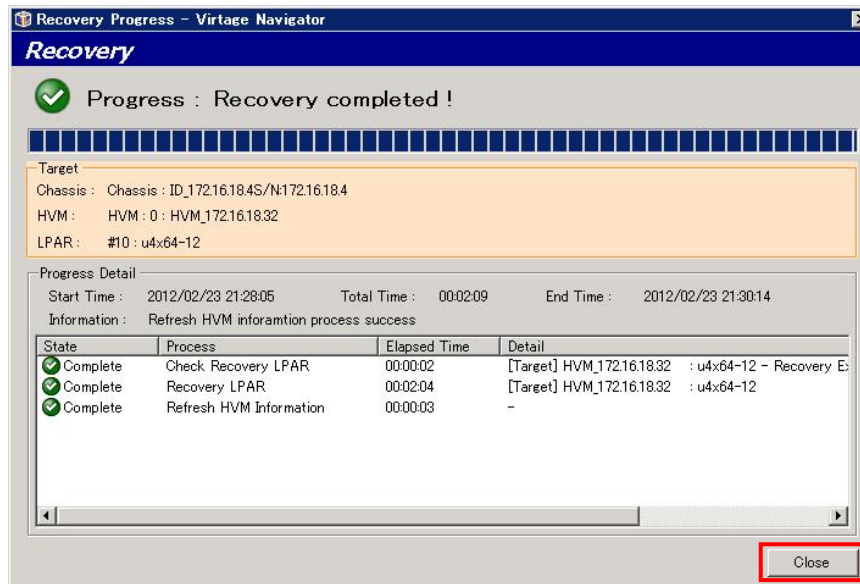 Recovery Progress - Virtage Navigator
Recovery
Progress : Recovery completed !
Target
Chassis : Chassis : ID_172.16.18.4S/N:172.16.18.4
HVM : HVM : 0 : HVM_172.16.18.32
LPAR : #10 : u4x64-12
Progress Detail
Start Time : 2012/02/23 21:28:05 Total Time : 00:02:09 End Time : 2012/02/23 21:30:14
Information : Refresh HVM inforamtion process success
State Process Elapsed Time Detail
Complete Check Recovery LPAR 00:00:02 [Target] HVM_172.16.18.32 : u4x64-12 - Recovery
Complete Recovery LPAR 00:02:04 [Target] HVM_172.16.18.32 : u4x64-12
Complete Refresh HVM Information 00:00:03 -
Close